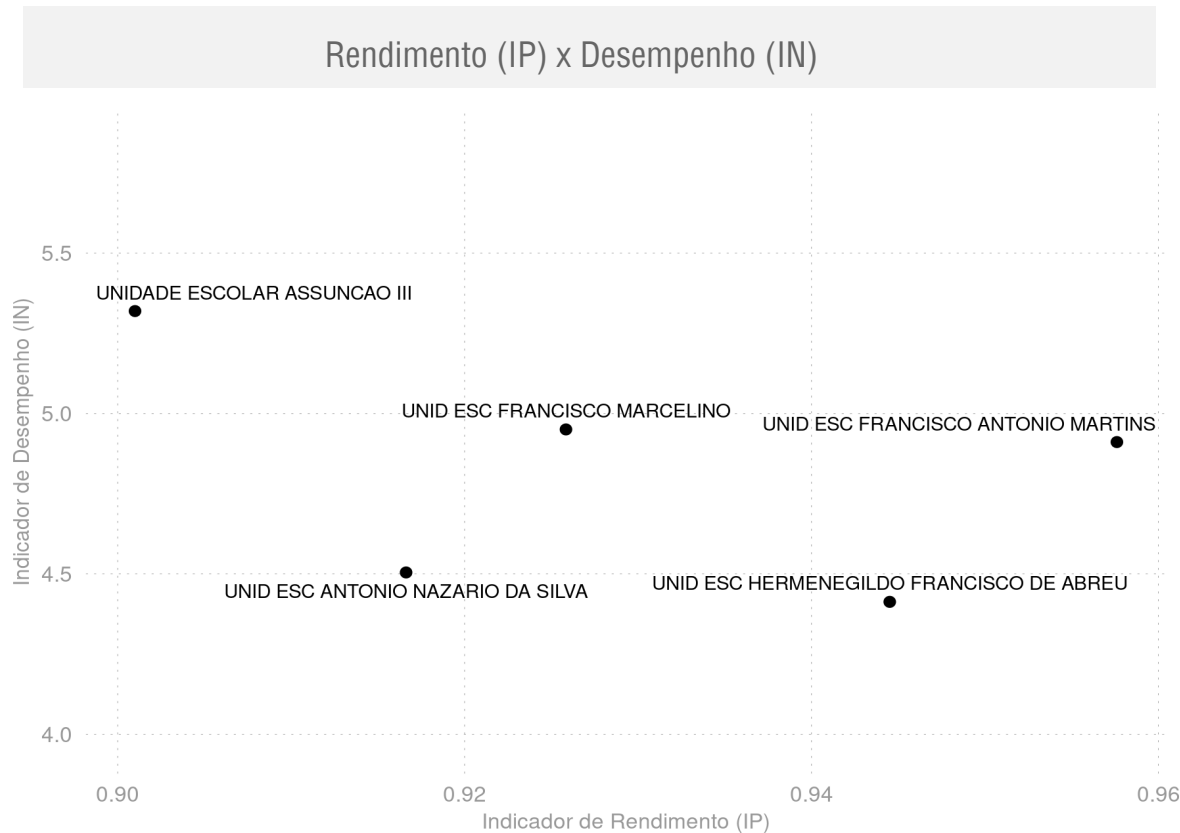 Rendimento (IP) x Desempenho (IN)
Indicador de Desempenho (IN)
5.5
5.0
4.5
4.0
UNIDADE ESCOLAR ASSUNCAO III
UNID ESC FRANCISCO MARCELINO
UNID ESC FRANCISCO ANTONIO MARTINS
UNID ESC HERMENEGILDO FRANCISCO DE ABREU
UNID ESC ANTONIO NAZARIO DA SILVA
0.90
0.92
0.94
0.96
Indicador de Rendimento (IP)